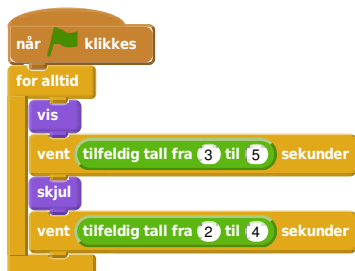 når klikkes
for alltid
vis
vent tilfeldig tall fra 3 til 5 sekunder
skjul
vent tilfeldig tall fra 2 til 4 sekunder